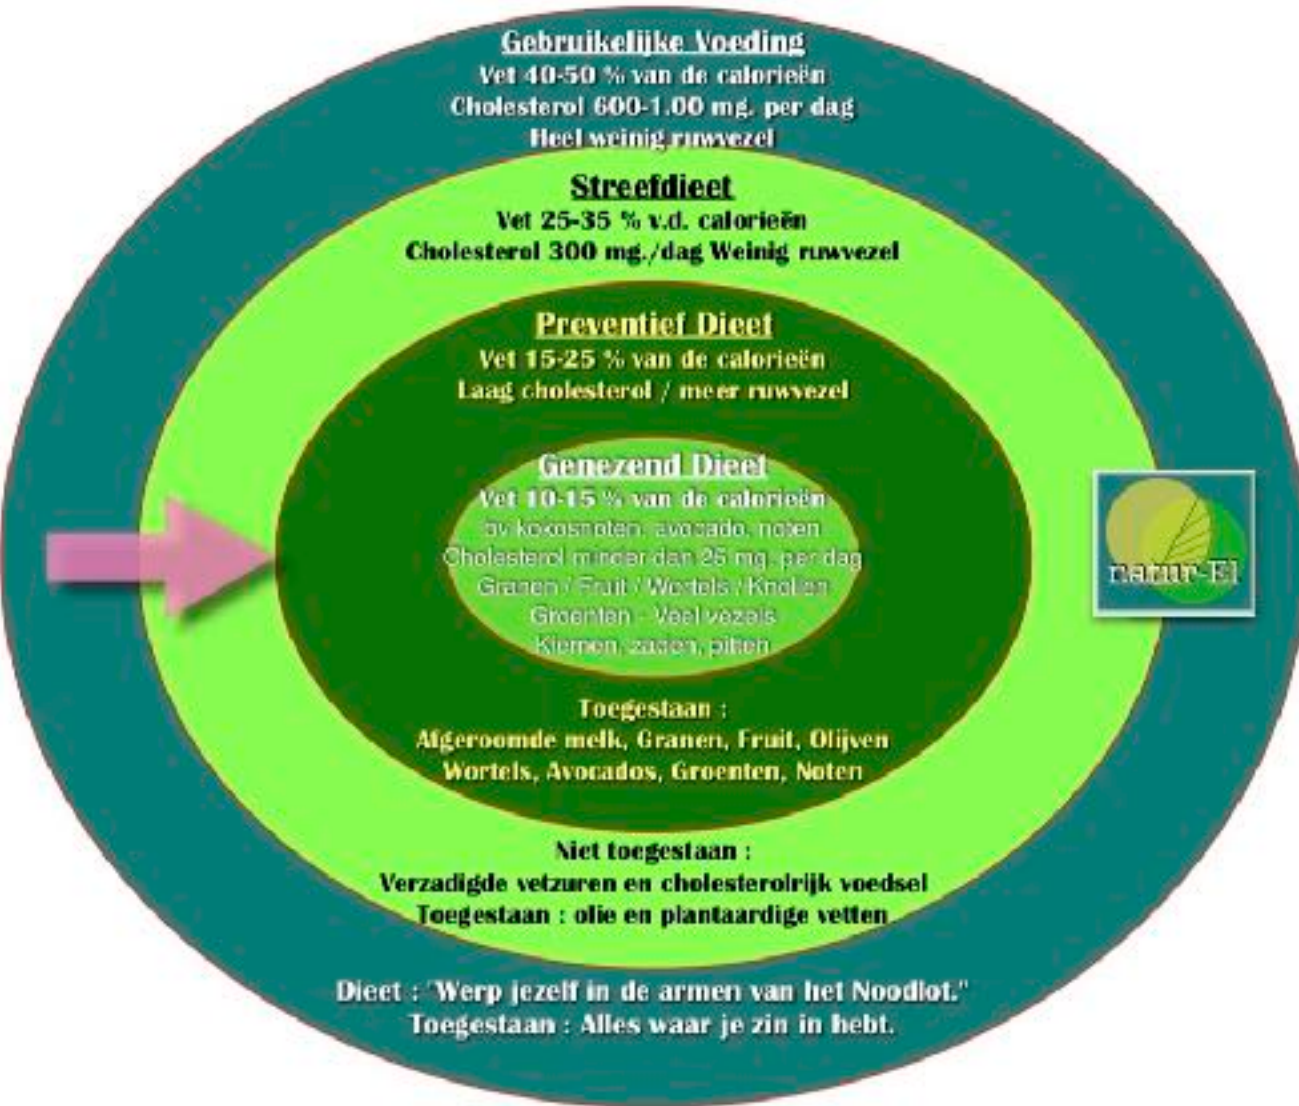 Gebruikelijke Voeding
Vet 40-50 % van de calorieën
Cholesterol 600-1.00 mg. per dag
Heel weinig ruwvezel
Streefdieet
Vet 25-35 % v.d. calorieën
Cholesterol 300 mg./dag Weinig ruwvezel
Preventief Dieet
Vet 15-25 % van de calorieën
Laag cholesterol / meer ruwvezel
Genezend Dieet
Vet 10-15 % van de calorieën
bv kokosnoten, avocado, noten
Cholesterol minder dan 25 mg. per dag
Granen / Fruit / Wortels / Knollen
Groenten - Veel vezels
Kiemen, zaden, pitten
natur-El
Toegestaan :
Afgeroomde melk, Granen, Fruit, Olijven
Wortels, Avocados, Groenten, Noten
Niet toegestaan :
Verzadigde vetzuren en cholesterolrijk voedsel
Toegestaan : olie en plantaardige vetten
Dieet : "Werp jezelf in de armen van het Noodlot."
Toegestaan : Alles waar je zin in hebt.